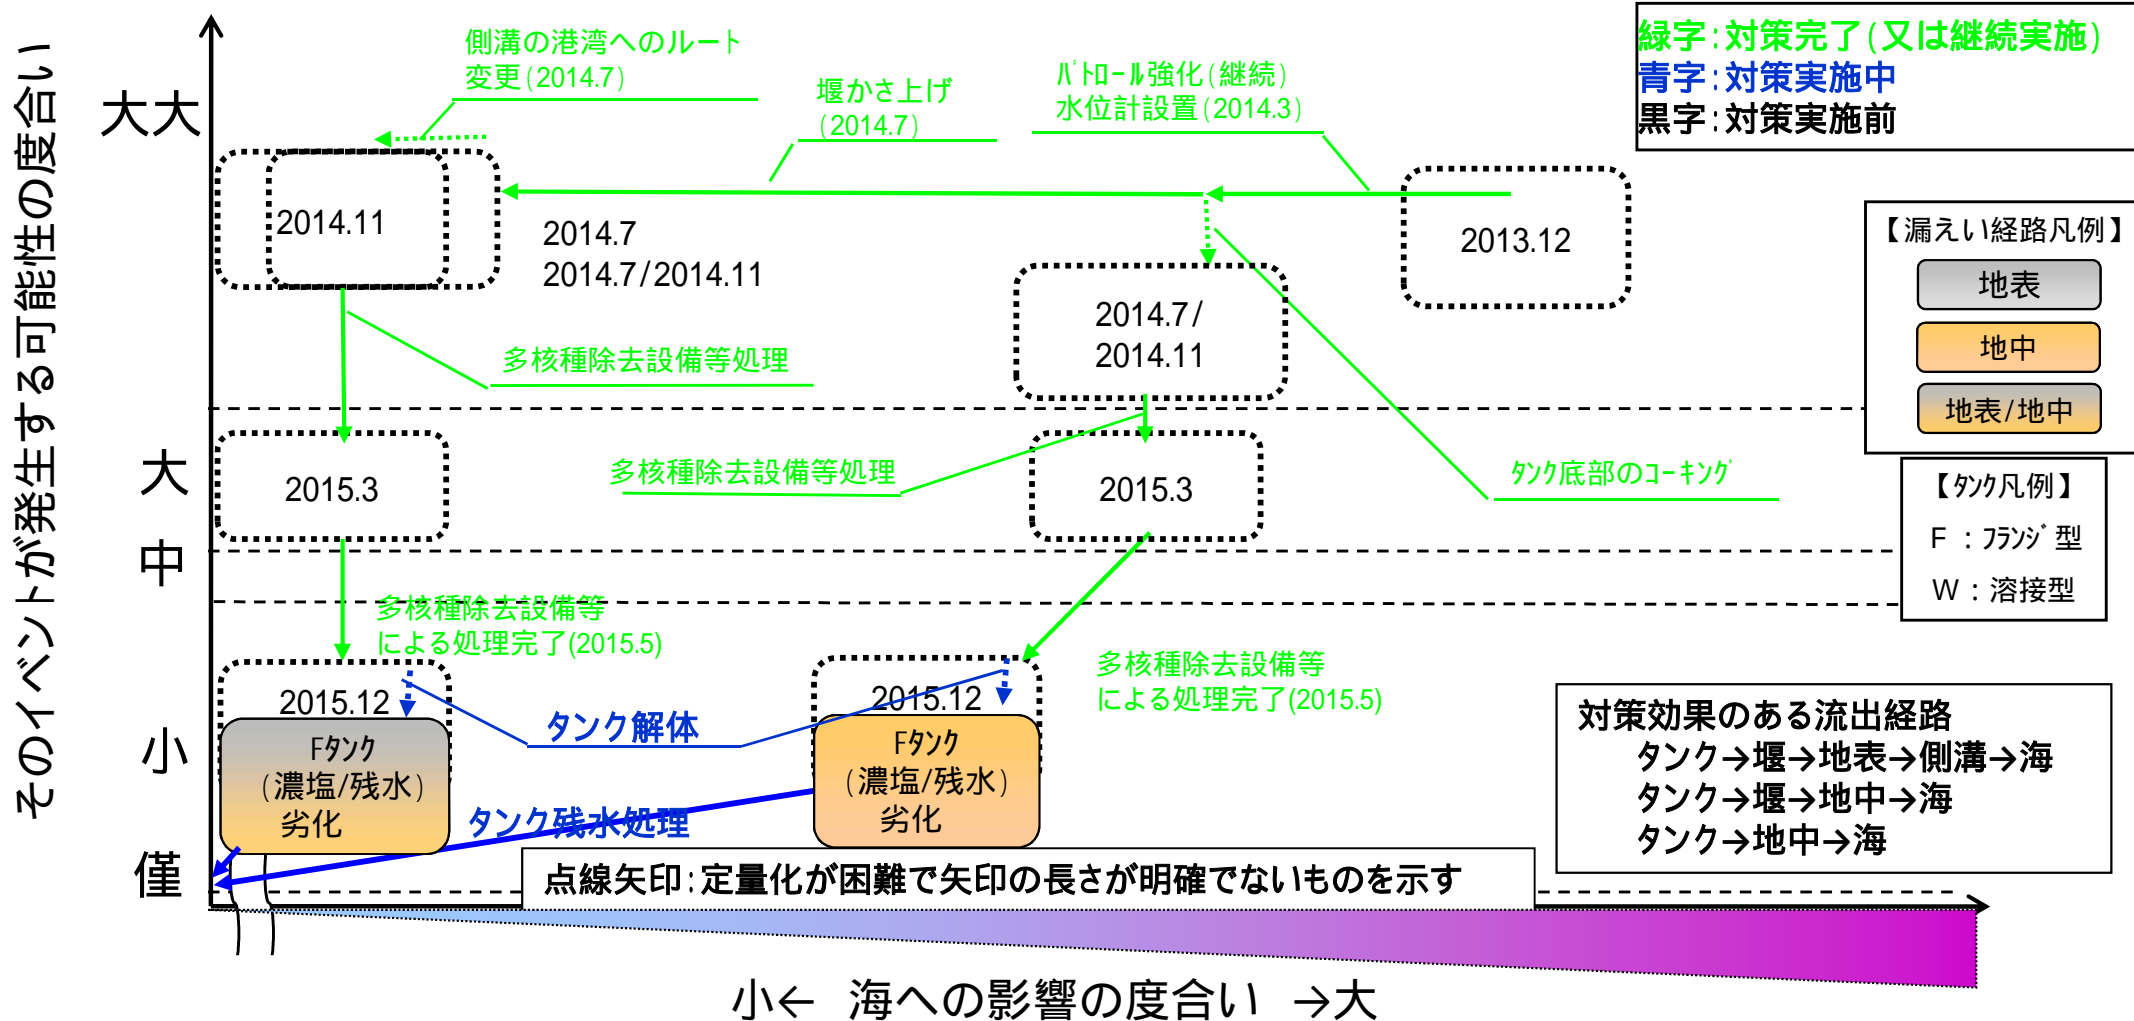 そのイベントが発生する可能性の度合い
大大
大
中
小
僅
側溝の港湾へのルート
変更(2014.7)
堰かさ上げ
(2014.7)
ﾊﾟﾄﾛｰﾙ強化(継続)
水位計設置(2014.3)
緑字:対策完了(又は継続実施)
青字:対策実施中
黒字:対策実施前
2014.11
2014.7
2014.7/2014.11
2013.12
2014.7/
2014.11
【漏えい経路凡例】
地表
地中
地表/地中
多核種除去設備等処理
2015.3
多核種除去設備等処理
2015.3
ﾀﾝｸ底部のｺｰｷﾝｸﾞ
【ﾀﾝｸ凡例】
F:ﾌﾗﾝｼﾞ型
W:溶接型
多核種除去設備等
による処理完了(2015.5)
多核種除去設備等
による処理完了(2015.5)
2015.12
Fﾀﾝｸ
(濃塩/残水)
劣化
タンク解体
タンク残水処理
2015.12
Fﾀﾝｸ
(濃塩/残水)
劣化
対策効果のある流出経路
タンク→堰→地表→側溝→海
タンク→堰→地中→海
タンク→地中→海
点線矢印:定量化が困難で矢印の長さが明確でないものを示す
小← 海への影響の度合い →大